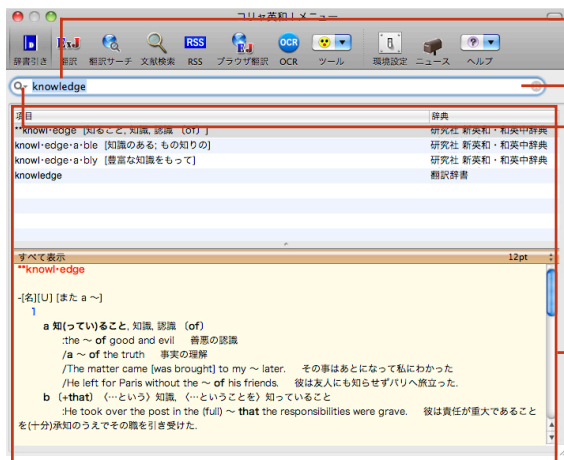 コリャ英和!メニュー
ExJ RSS E.J OCR
辞書引き 翻訳 翻訳サーチ 文献検索 RSS ブラウザ翻訳 OCR ツール 環境設定 ニュース ヘルプ
knowledge
項目 辞典
**knowl·edge [知ること, 知識, 認識 〔of〕] 研究社 新英和・和英中辞典
knowl·edge·a·ble [知識のある; もの知りの] 研究社 新英和・和英中辞典
knowl·edge·a·bly [豊富な知識をもって] 研究社 新英和・和英中辞典
knowledge 翻訳辞書
すべて表示 12pt
**knowl·edge
-[名][U] [また a ～]
1
a 知(ってい)ること, 知識, 認識 〔of〕
:the ～ of good and evil 善悪の認識
/a ～ of the truth 事実の理解
/The matter came [was brought] to my ～ later. その事はあとになって私にわかった
/He left for Paris without the ～ of his friends. 彼は友人にも知らせずパリへ旅立った.
b 〔+that〕〈…という〉知識, 〈…ということを〉知っていること
:He took over the post in the (full) ～ that the responsibilities were grave. 彼は責任が重大であること
を(十分)承知のうえでその職を引き受けた.